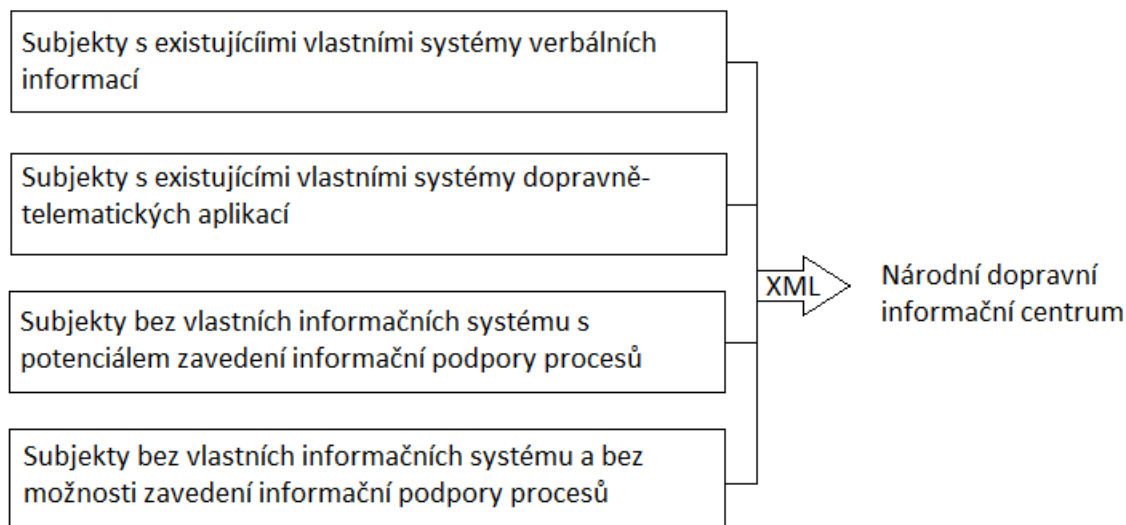 Subjekty s existujícíimi vlastními systémy verbálních
informací
Subjekty s existujícími vlastními systémy dopravně-
telematických aplikací
Subjekty bez vlastních informačních systému s
potenciálem zavedení informační podpory procesů
Subjekty bez vlastních informačních systému a bez
možnosti zavedení informační podpory procesů
XML
Národní dopravní
informační centrum